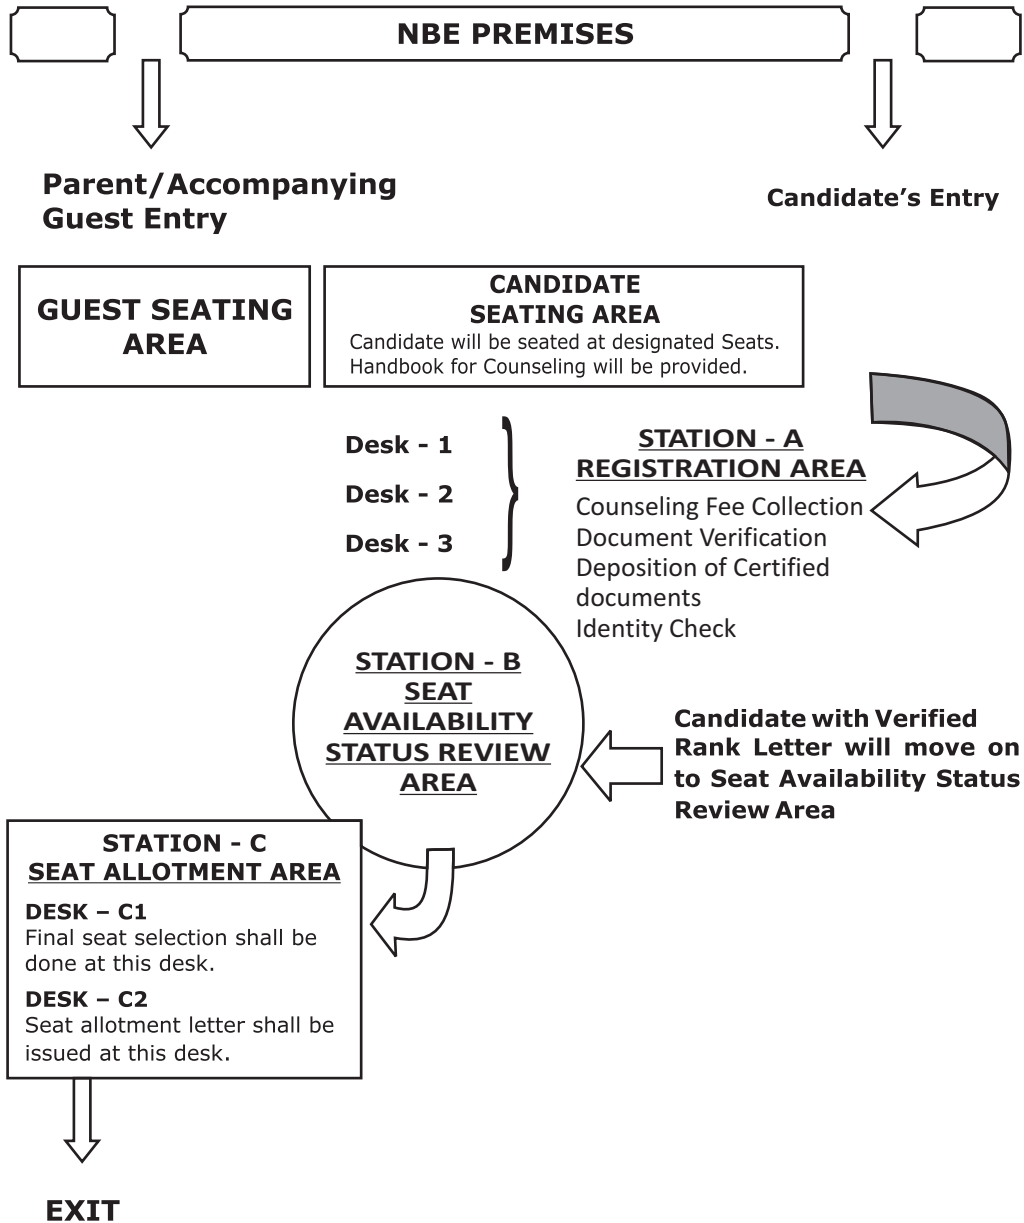 NBE PREMISES
Parent/Accompanying
Guest Entry
Candidate’s Entry
GUEST SEATING
AREA
CANDIDATE
SEATING AREA
Candidate will be seated at designated Seats.
Handbook for Counseling will be provided.
Desk - 1
Desk - 2
Desk - 3
STATION - A
REGISTRATION AREA
Counseling Fee Collection
Document Verification
Deposition of Certified
documents
Identity Check
STATION - B
SEAT
AVAILABILITY
STATUS REVIEW
AREA
Candidate with Verified
Rank Letter will move on
to Seat Availability Status
Review Area
STATION - C
SEAT ALLOTMENT AREA
DESK – C1
Final seat selection shall be
done at this desk.
DESK – C2
Seat allotment letter shall be
issued at this desk.
EXIT